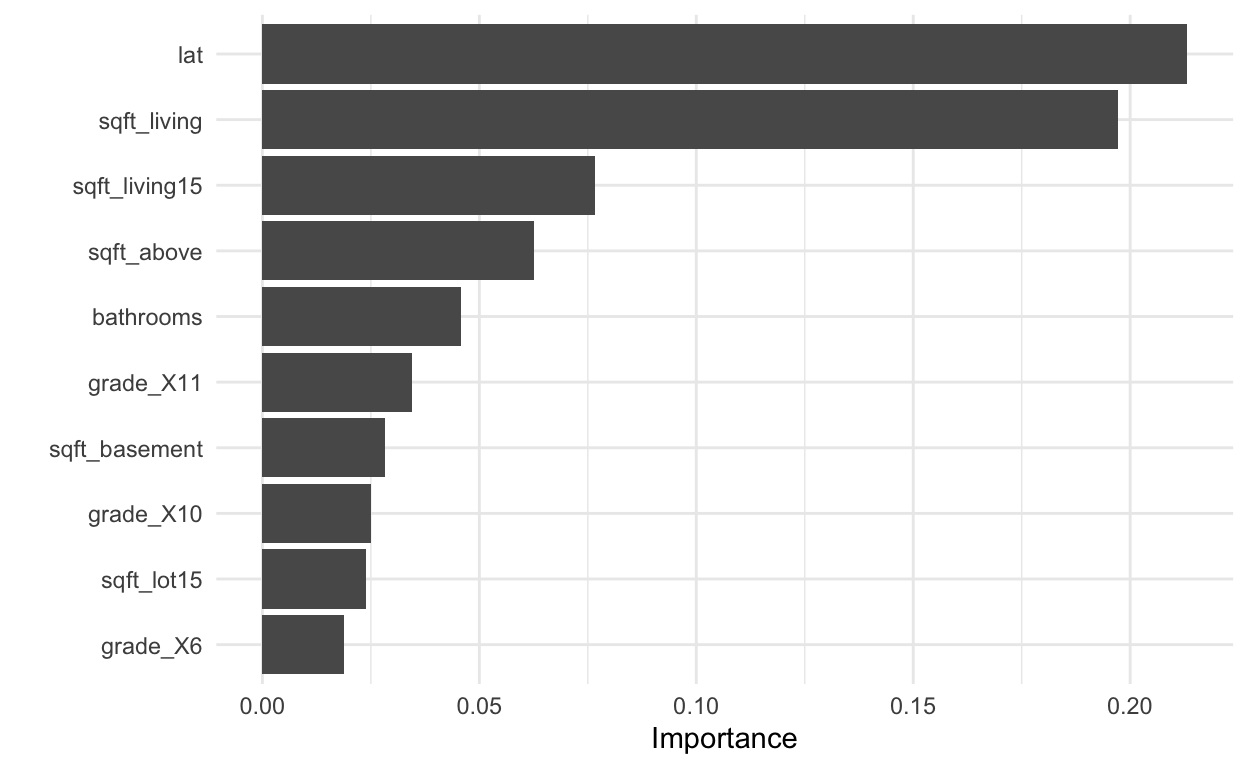 lat
sqft_living
sqft_living15
sqft_above
bathrooms
grade_X11
sqft_basement
grade_X10
sqft_lot15
grade_X6
0.00 0.05 0.10 0.15 0.20
Importance